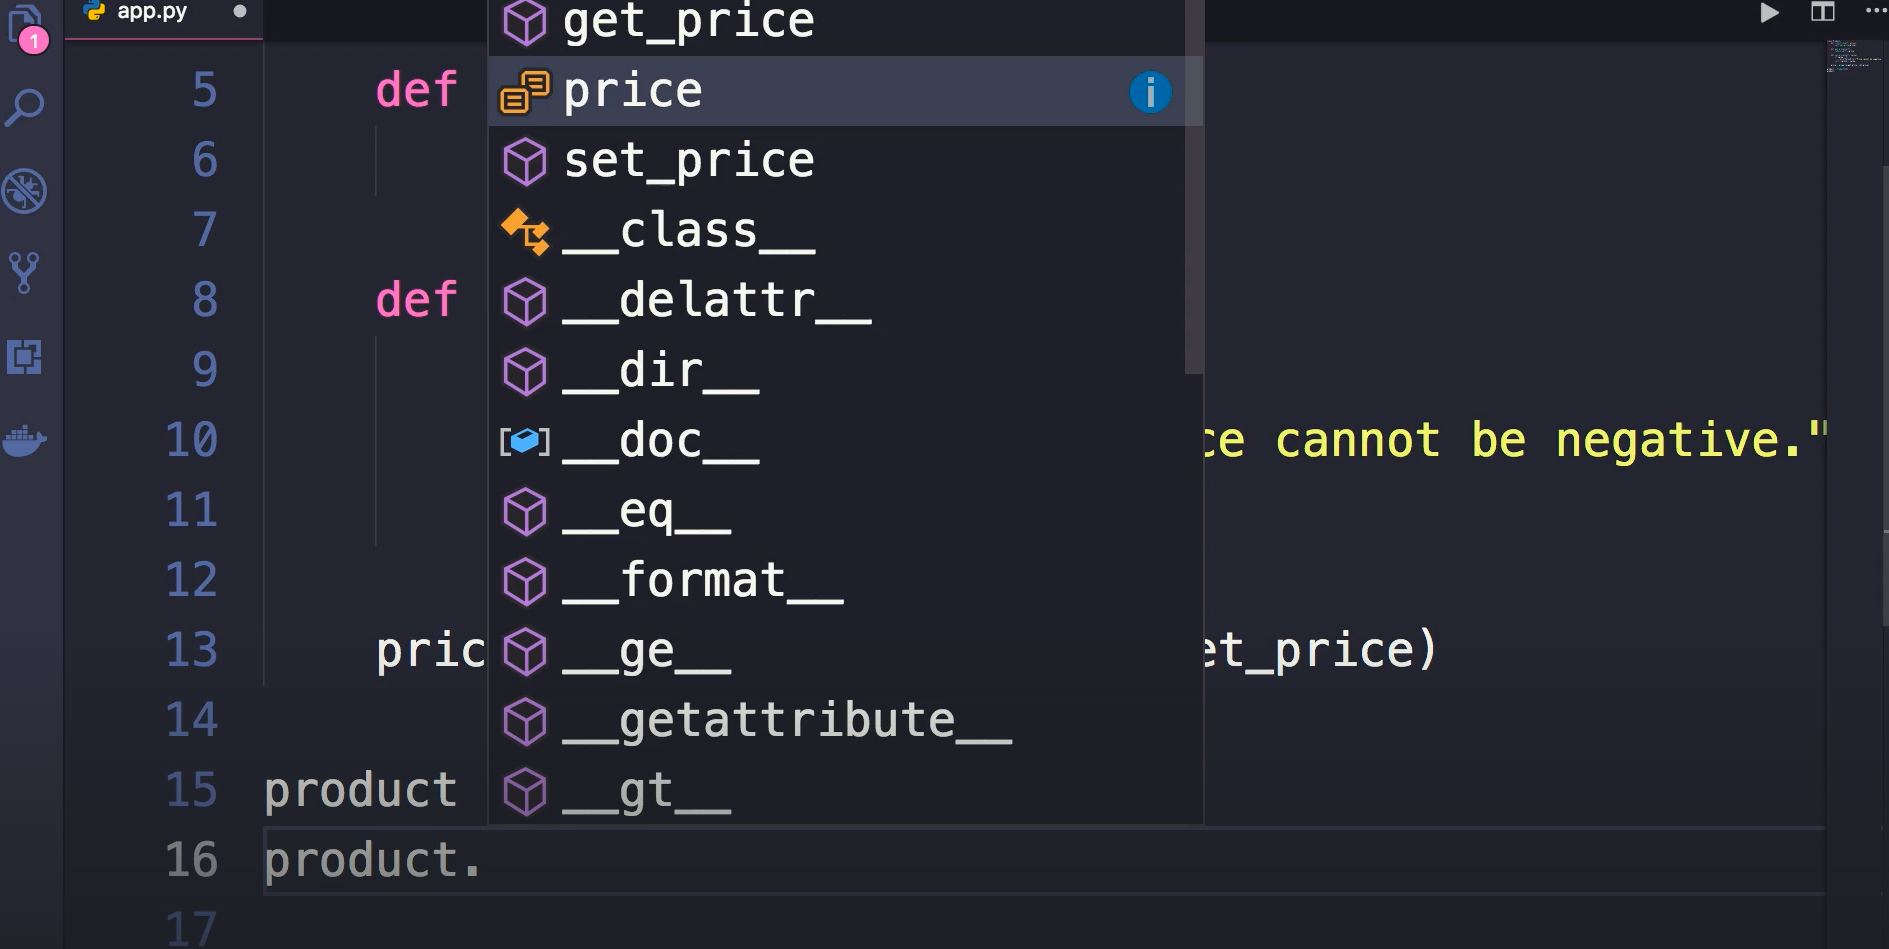 1
app.py
get_price
5 def
price
6
set_price
7
__class__
8 def
__delattr__
9
__dir__
10
__doc__
ce cannot be negative."
11
__eq__
12
__format__
13 pric
__ge__
et_price)
14
__getattribute__
15 product
__gt__
16 product.
17